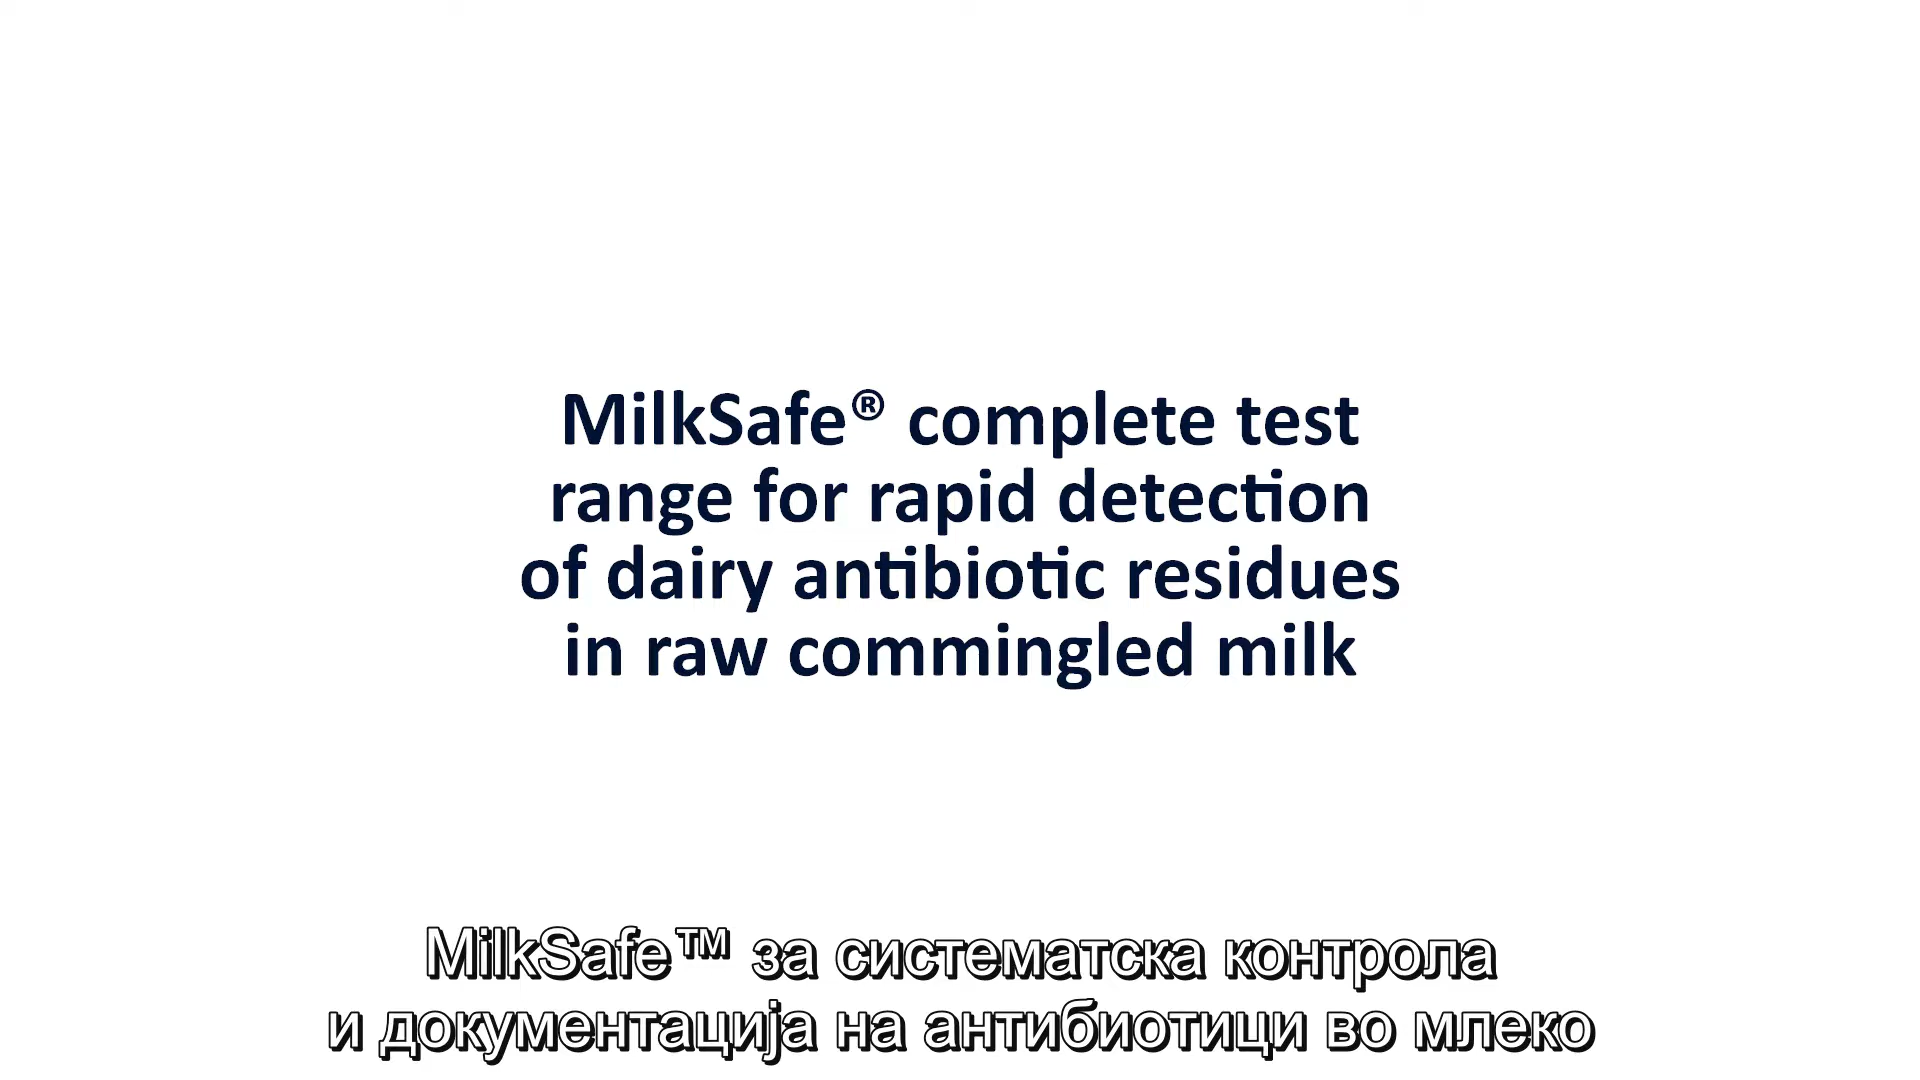 MilkSafe® complete test
range for rapid detection
of dairy antibiotic residues
in raw commingled milk
MilkSafe™ за систематска контрола
и документација на антибиотици во млеко